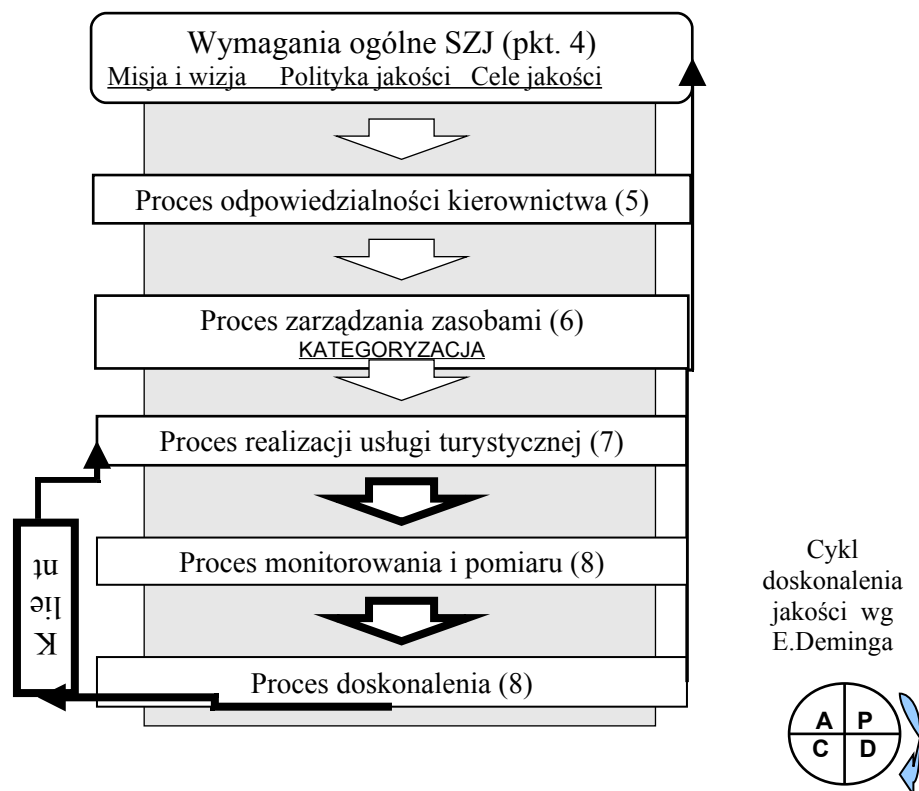 Wymagania ogólne SZJ (pkt. 4)
Misja i wizja Polityka jakości Cele jakości
Proces odpowiedzialności kierownictwa (5)
Proces zarządzania zasobami (6)
KATEGORYZACJA
Proces realizacji usługi turystycznej (7)
Proces monitorowania i pomiaru (8)
Proces doskonalenia (8)
K lie
nt
Cykl
doskonalenia
jakości wg
E.Deminga
A P
C D